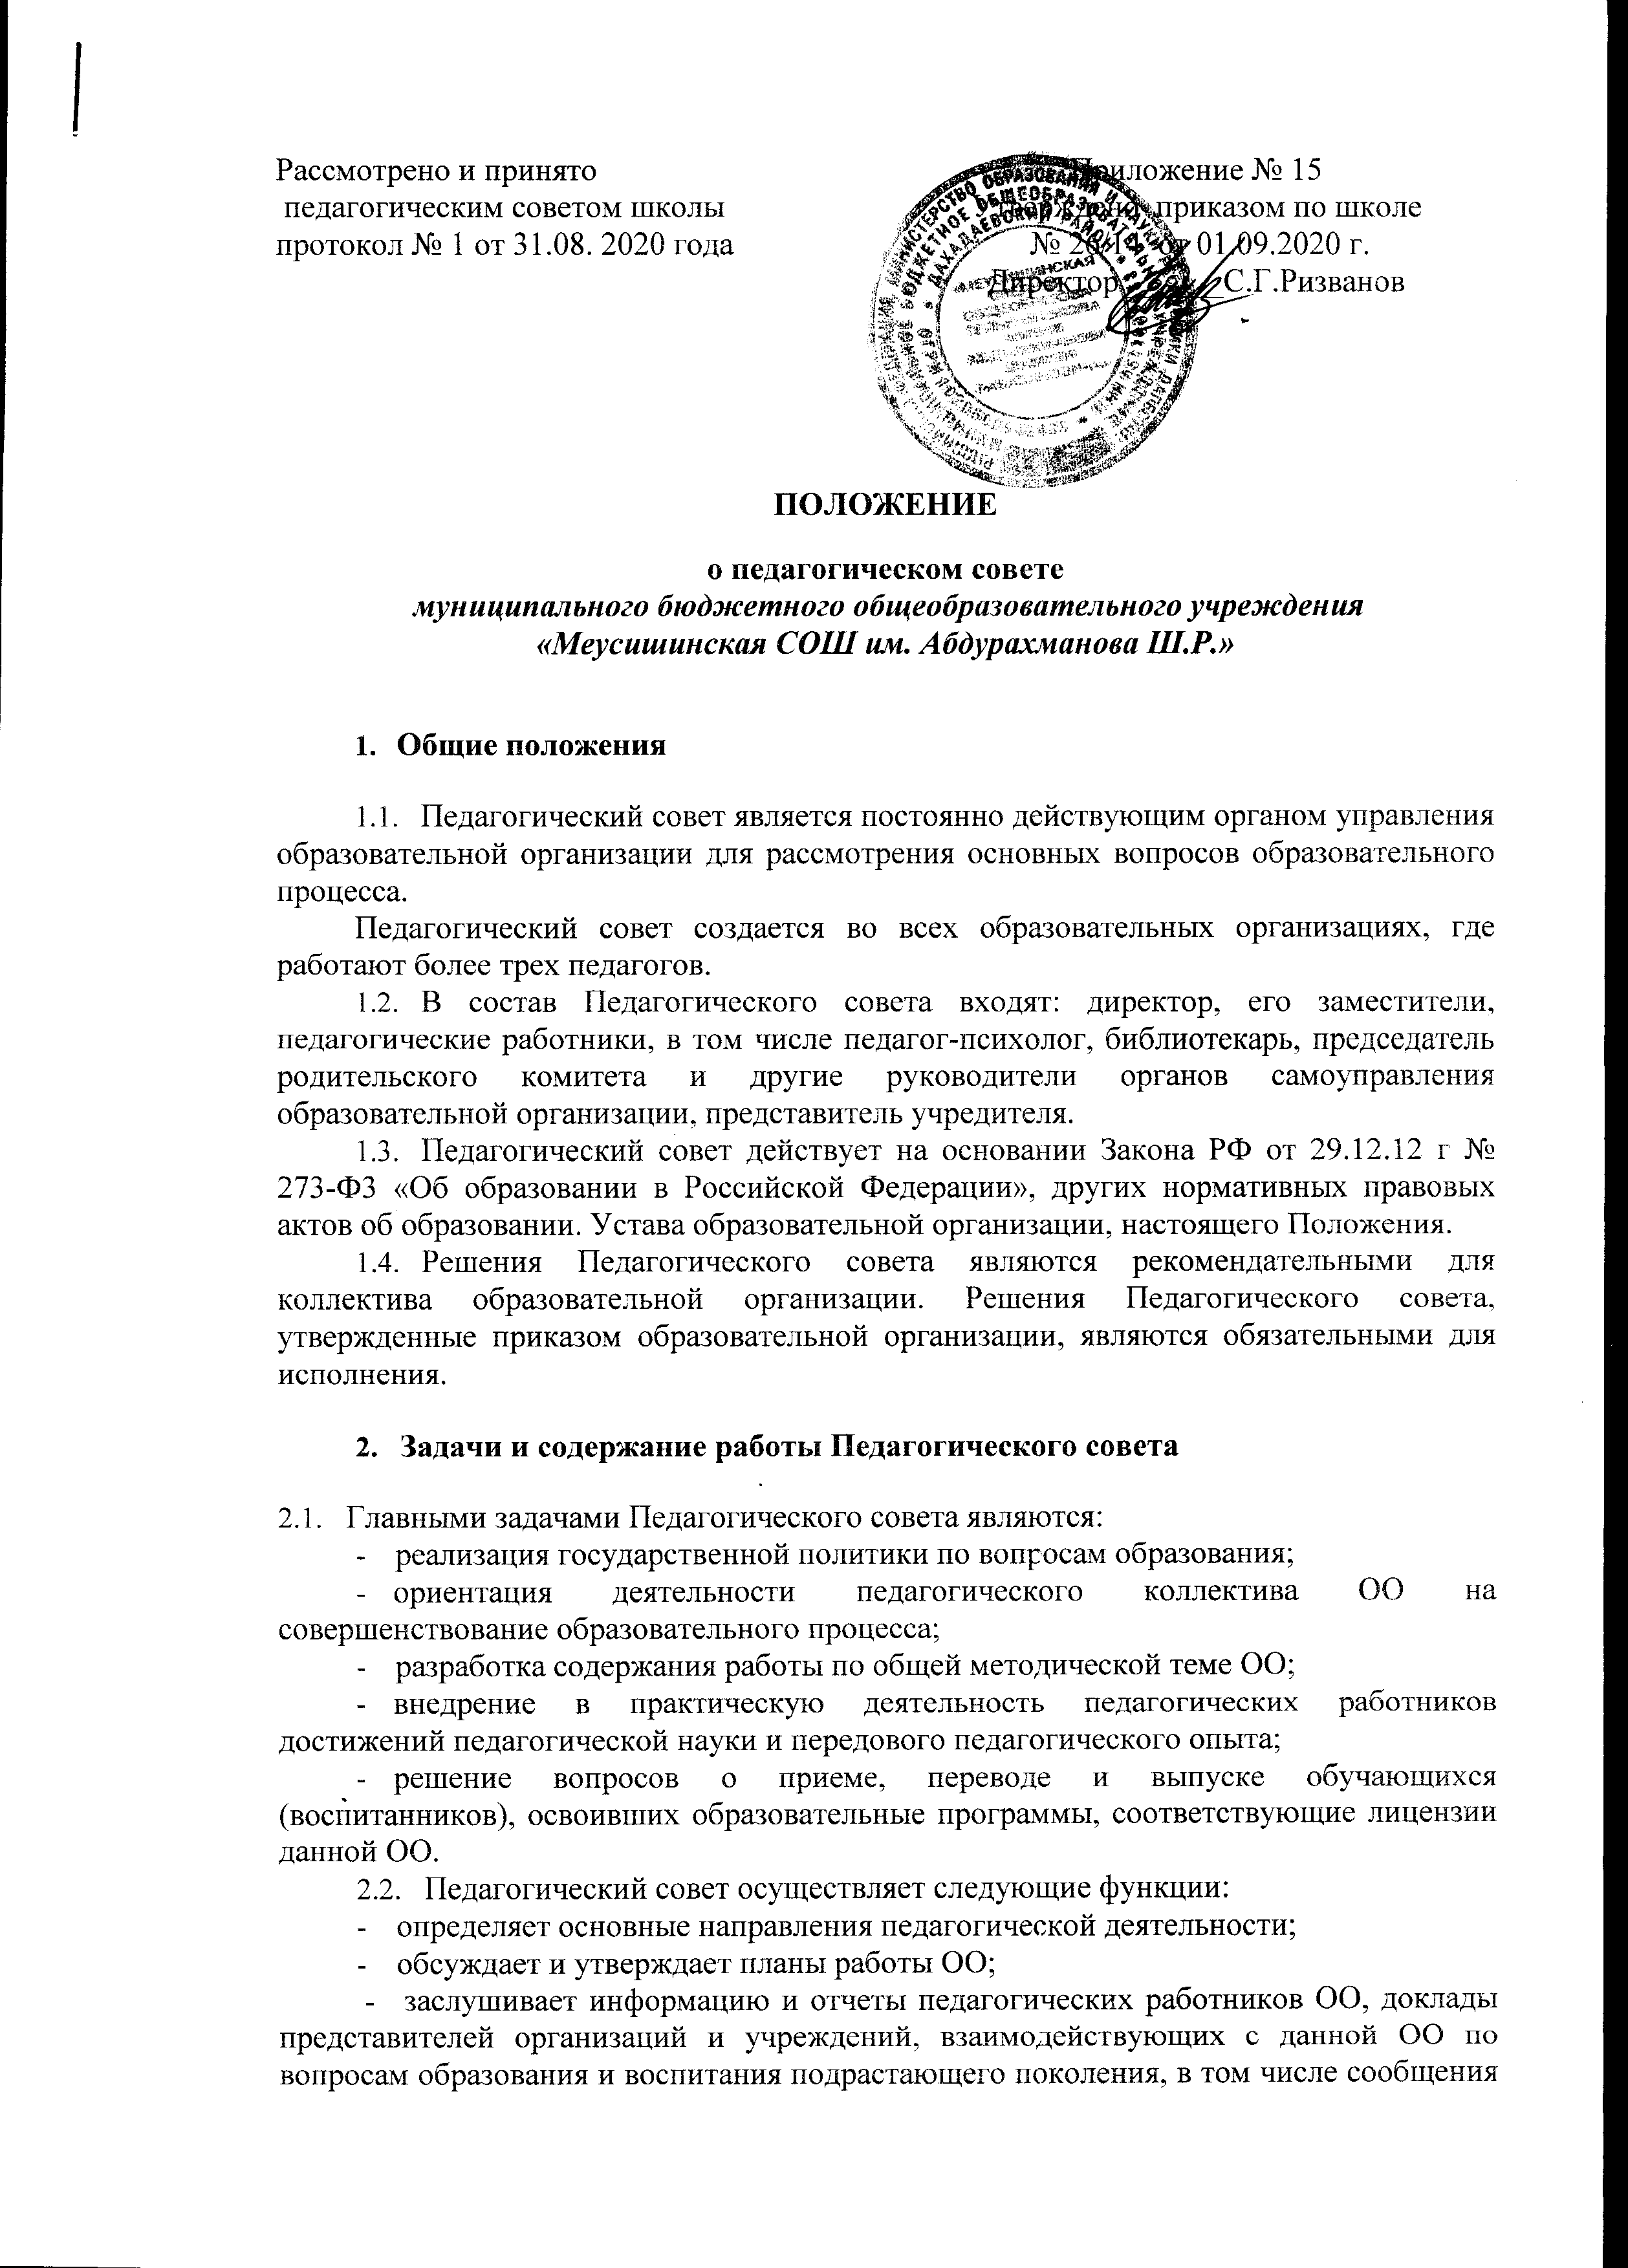 Рассмотрено и принято
педагогическим советом школы
протокол № 1 от 31.08. 2020 года
Приложение № 15
приказом по школе
№ от 01.09.2020 г.
Директор С.Г.Ризванов
МИНИСТЕРСТВО ОБРАЗОВАНИЯ И НАУКИ
БЮДЖЕТНОЕ ОБЩЕОБРАЗОВАТЕЛЬНОЕ
ДАХАДАЕВСКИЙ РАЙОН
ПОЛОЖЕНИЕ
о педагогическом совете
муниципального бюджетного общеобразовательного учреждения
«Меусишинская СОШ им. Абдурахманова Ш.Р.»
1. Общие положения
1.1. Педагогический совет является постоянно действующим органом управления
образовательной организации для рассмотрения основных вопросов образовательного
процесса.
Педагогический совет создается во всех образовательных организациях, где
работают более трех педагогов.
1.2. В состав Педагогического совета входят: директор, его заместители,
педагогические работники, в том числе педагог-психолог, библиотекарь, председатель
родительского комитета и другие руководители органов самоуправления
образовательной организации, представитель учредителя.
1.3. Педагогический совет действует на основании Закона РФ от 29.12.12 г №
273-ФЗ «Об образовании в Российской Федерации», других нормативных правовых
актов об образовании. Устава образовательной организации, настоящего Положения.
1.4. Решения Педагогического совета являются рекомендательными для
коллектива образовательной организации. Решения Педагогического совета,
утвержденные приказом образовательной организации, являются обязательными для
исполнения.
2. Задачи и содержание работы Педагогического совета
2.1. Главными задачами Педагогического совета являются:
- реализация государственной политики по вопросам образования;
- ориентация деятельности педагогического коллектива ОО на
совершенствование образовательного процесса;
- разработка содержания работы по общей методической теме ОО;
- внедрение в практическую деятельность педагогических работников
достижений педагогической науки и передового педагогического опыта;
- решение вопросов о приеме, переводе и выпуске обучающихся
(воспитанников), освоивших образовательные программы, соответствующие лицензии
данной ОО.
2.2. Педагогический совет осуществляет следующие функции:
- определяет основные направления педагогической деятельности;
- обсуждает и утверждает планы работы ОО;
- заслушивает информацию и отчеты педагогических работников ОО, доклады
представителей организаций и учреждений, взаимодействующих с данной ОО по
вопросам образования и воспитания подрастающего поколения, в том числе сообщения